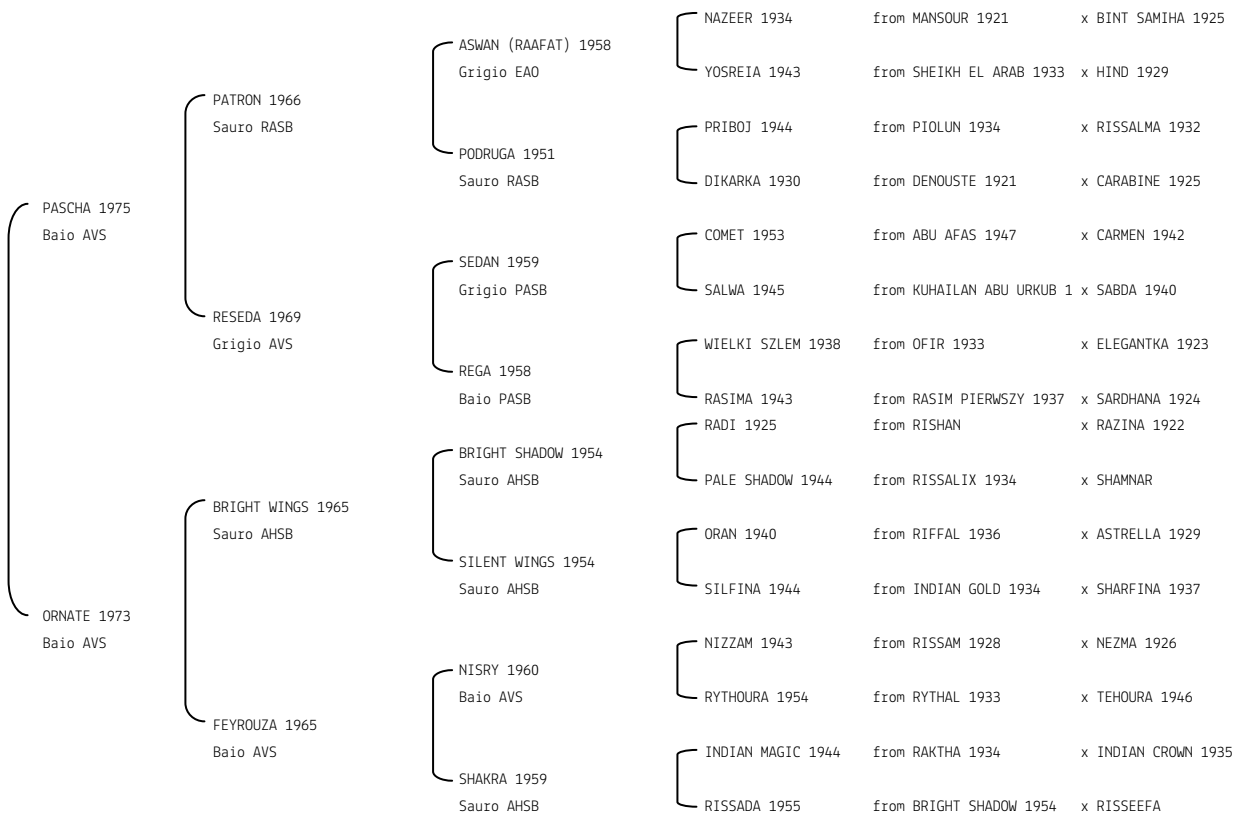 NAZEER 1934 from MANSOUR 1921 x BINT SAMIHA 1925
ASWAN (RAAFAT) 1958
Grigio EAO YOSREIA 1943 from SHEIKH EL ARAB 1933 x HIND 1929
PATRON 1966
Sauro RASB PRIBOJ 1944 from PIOLUN 1934 x RISSALMA 1932
PODRUGA 1951
Sauro RASB DIKARKA 1930 from DENOUSTE 1921 x CARABINE 1925
PASCHA 1975
Baio AVS COMET 1953 from ABU AFAS 1947 x CARMEN 1942
SEDAN 1959
Grigio PASB SALWA 1945 from KUHAILAN ABU URKUB 1 x SABDA 1940
RESEDA 1969
Grigio AVS WIELKI SZLEM 1938 from OFIR 1933 x ELEGANTKA 1923
REGA 1958
Baio PASB RASIMA 1943 from RASIM PIERWSZY 1937 x SARDHANA 1924
RADI 1925 from RISHAN x RAZINA 1922
BRIGHT SHADOW 1954
Sauro AHSB PALE SHADOW 1944 from RISSALIX 1934 x SHAMNAR
BRIGHT WINGS 1965
Sauro AHSB ORAN 1940 from RIFFAL 1936 x ASTRELLA 1929
SILENT WINGS 1954
Sauro AHSB SILFINA 1944 from INDIAN GOLD 1934 x SHARFINA 1937
ORNATE 1973
Baio AVS NIZZAM 1943 from RISSAM 1928 x NEZMA 1926
NISRY 1960
Baio AVS RYTHOURA 1954 from RYTHAL 1933 x TEHOURA 1946
FEYROUZA 1965
Baio AVS INDIAN MAGIC 1944 from RAKTHA 1934 x INDIAN CROWN 1935
SHAKRA 1959
Sauro AHSB RISSADA 1955 from BRIGHT SHADOW 1954 x RISSEEFA